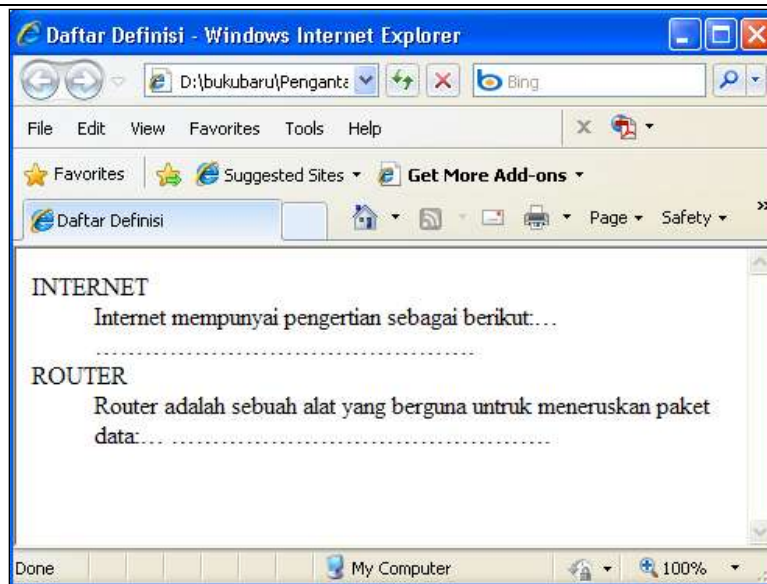 Daftar Definisi - Windows Internet Explorer
D:\bukubaru\Penganta
Bing
File Edit View Favorites Tools Help
Favorites Suggested Sites Get More Add-ons
Daftar Definisi Page Safety
INTERNET
Internet mempunyai pengertian sebagai berikut:…
…………………………………………
ROUTER
Router adalah sebuah alat yang berguna untruk meneruskan paket
data:… …………………………………………
Done My Computer 100%